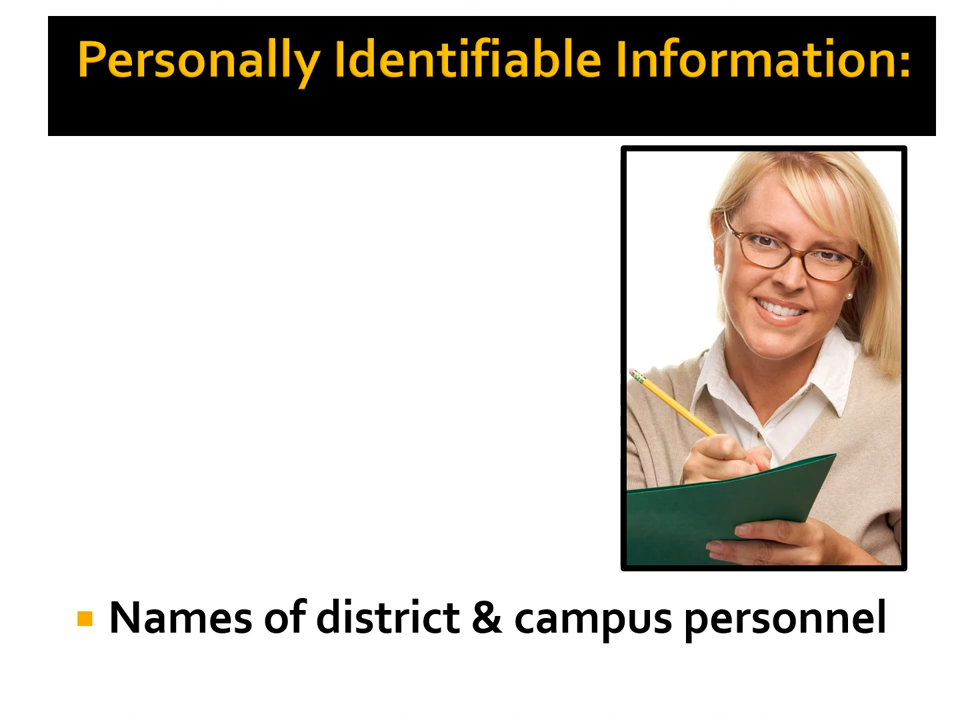 Personally Identifiable Information:
Names of district & campus personnel